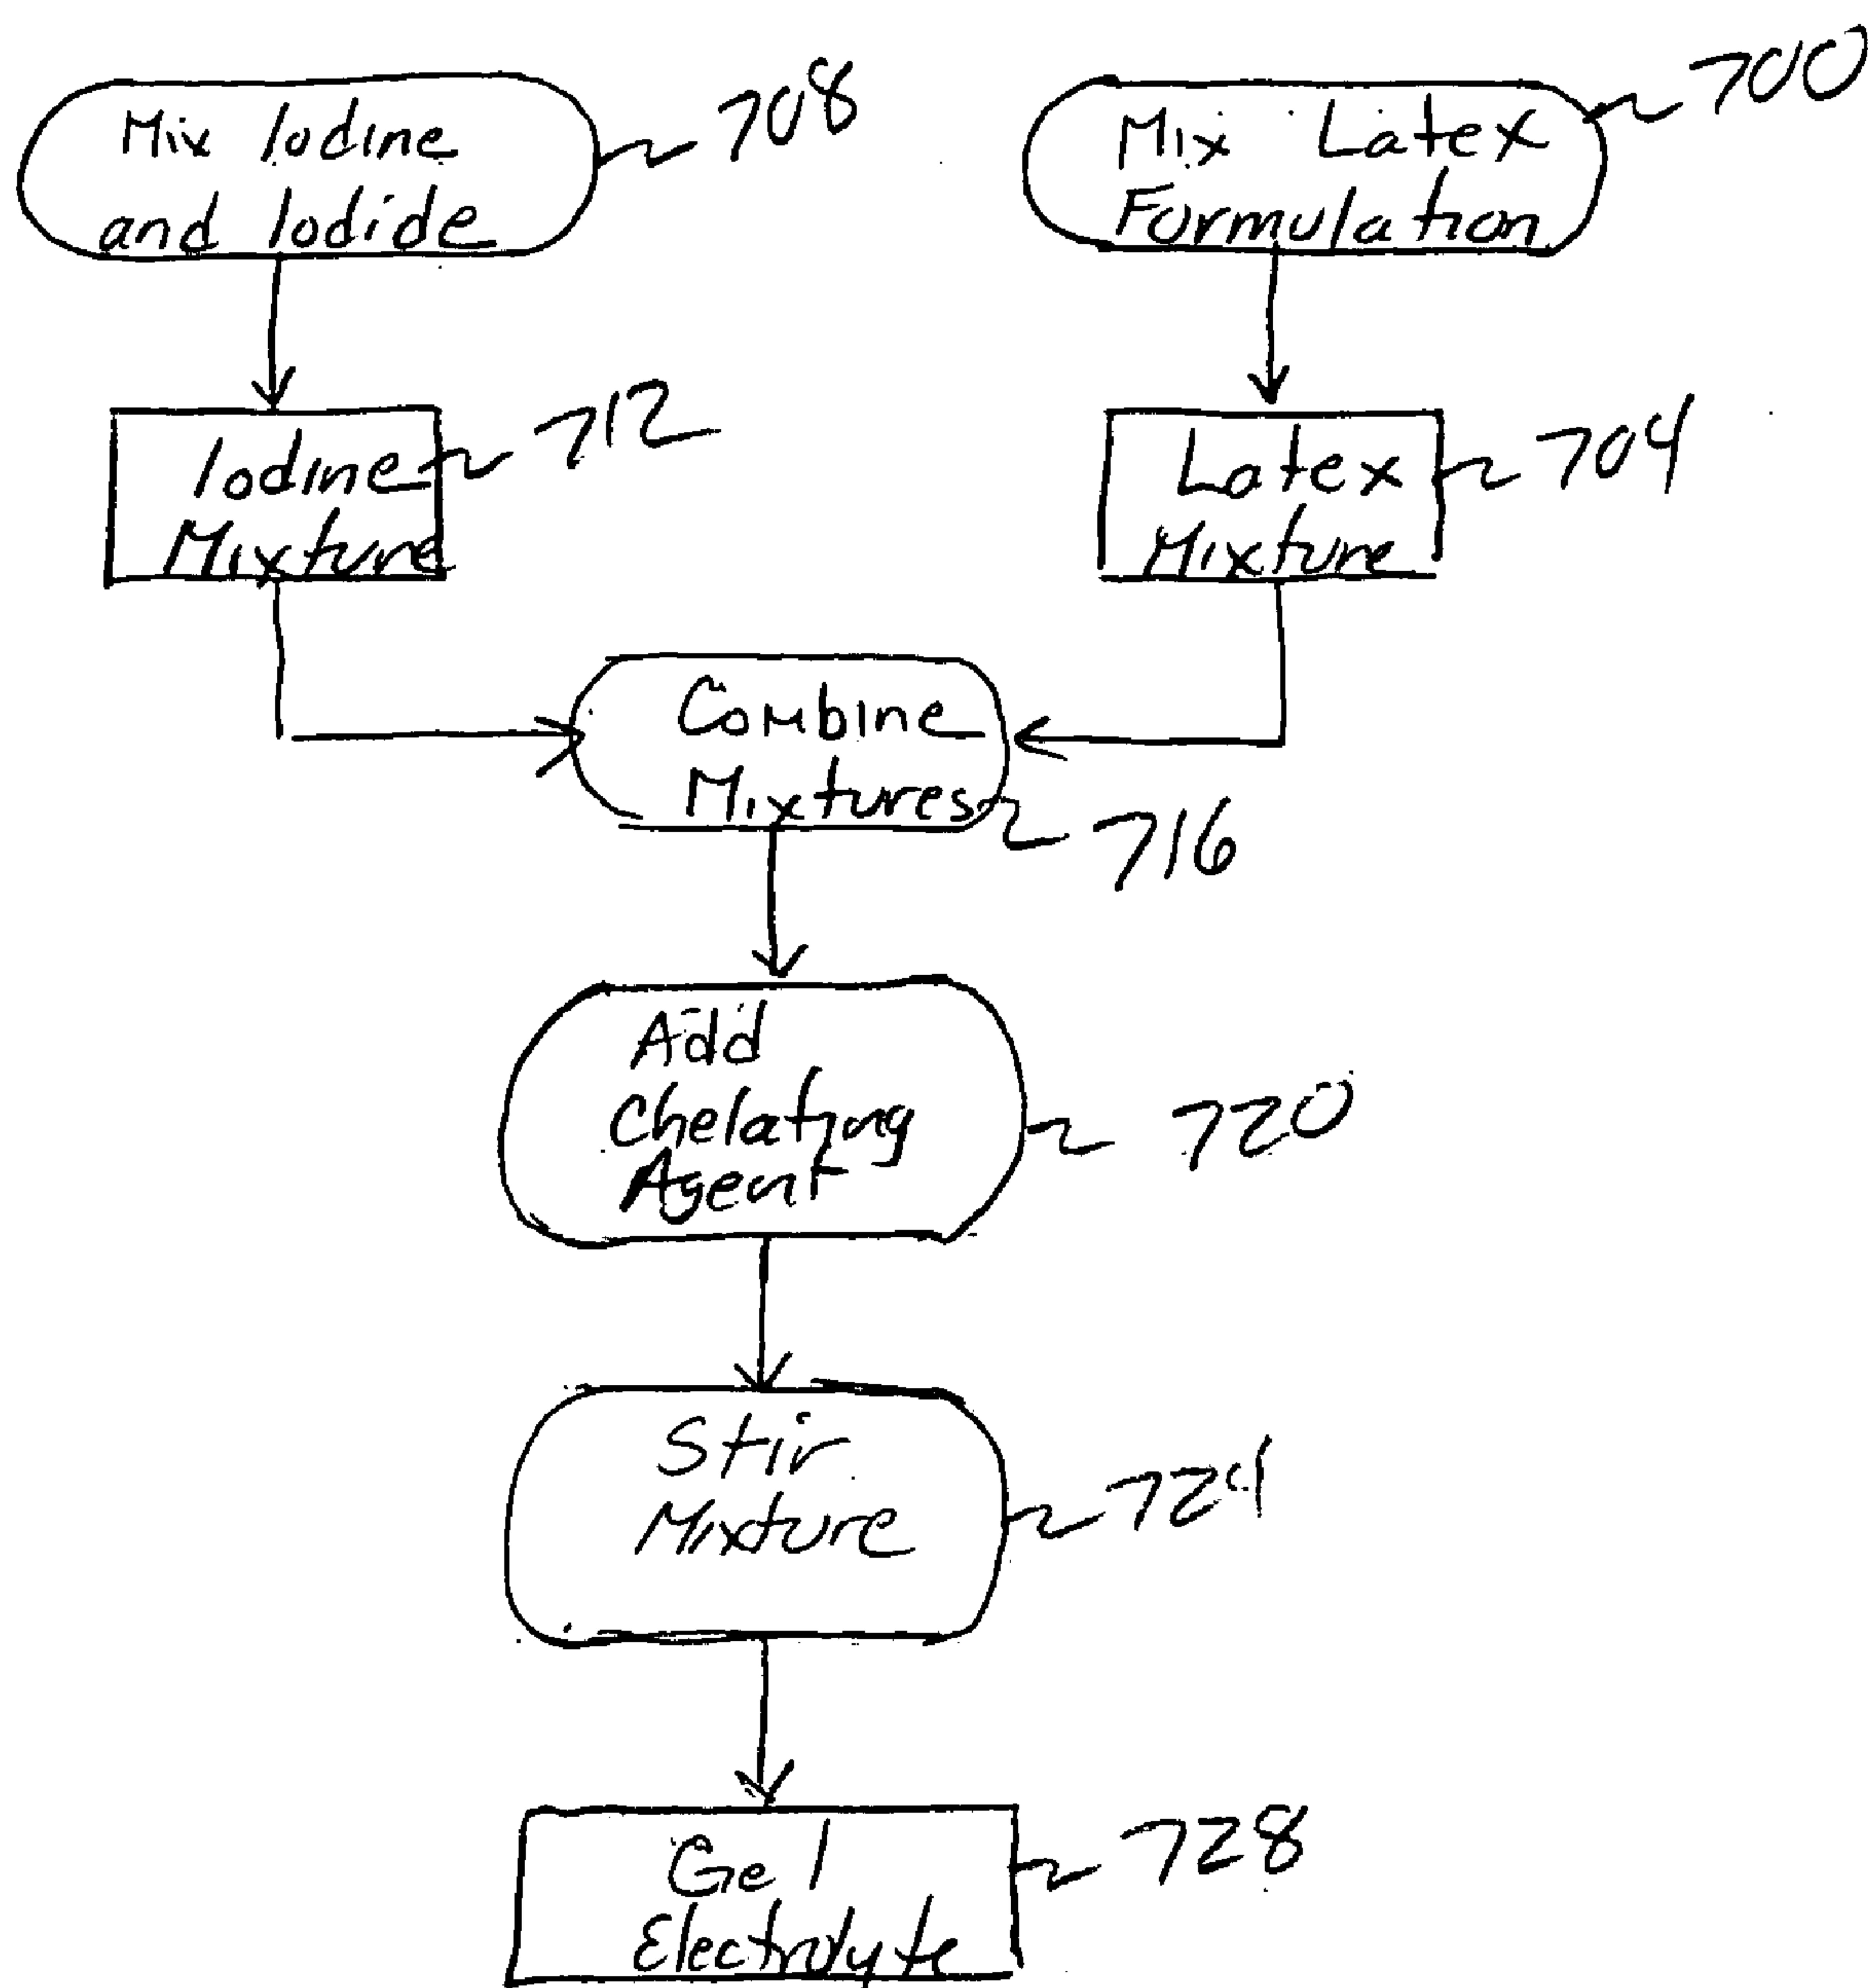 Mix Iodine
and Iodide
708
Mix Latex
Formulation
700
Iodine
Mixture
712
Latex
Mixture
704
Combine
Mixtures
716
Add
Chelating
Agent
720
Stir
Mixture
724
Gel
Electrolyte
728